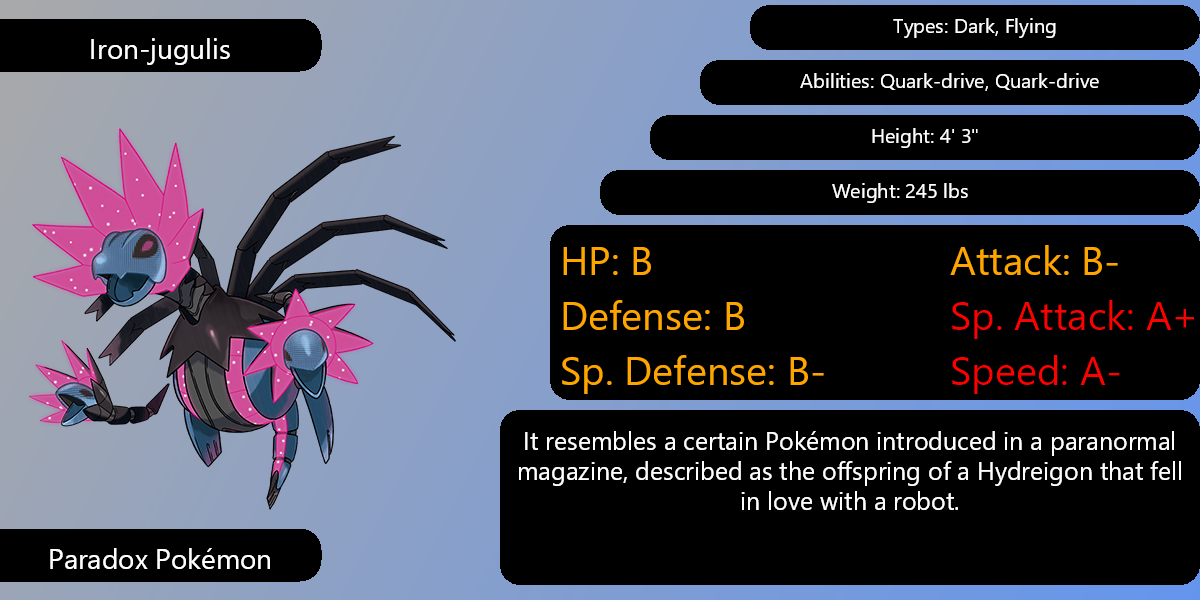 Iron-jugulis
Types: Dark, Flying
Abilities: Quark-drive, Quark-drive
Height: 4' 3"
Weight: 245 lbs
HP: B
Attack: B-
Defense: B
Sp. Attack: A+
Sp. Defense: B-
Speed: A-
It resembles a certain Pokémon introduced in a paranormal
magazine, described as the offspring of a Hydreigon that fell
in love with a robot.
Paradox Pokémon